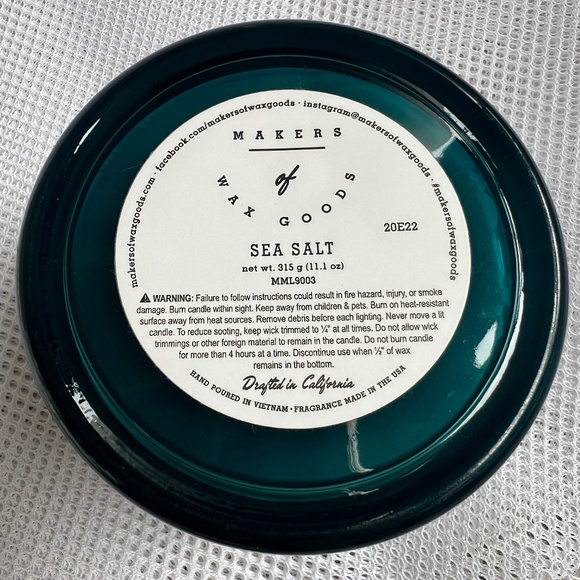 makersofwaxgoods.com · facebook.com/makersofwaxgoods · instagram@makersofwaxgoods · #makersofwaxgoods
MAKERS
of
WAX GOODS
20E22
SEA SALT
net wt. 315 g (11.1 oz)
MML9003
⚠ WARNING: Failure to follow instructions could result in fire hazard, injury, or smoke
damage. Burn candle within sight. Keep away from children & pets. Burn on heat-resistant
surface away from heat sources. Remove debris before each lighting. Never move a lit
candle. To reduce sooting, keep wick trimmed to ¼" at all times. Do not allow wick
trimmings or other foreign material to remain in the candle. Do not burn candle
for more than 4 hours at a time. Discontinue use when ½" of wax
remains in the bottom.
Drafted in California
HAND POURED IN VIETNAM · FRAGRANCE MADE IN THE USA